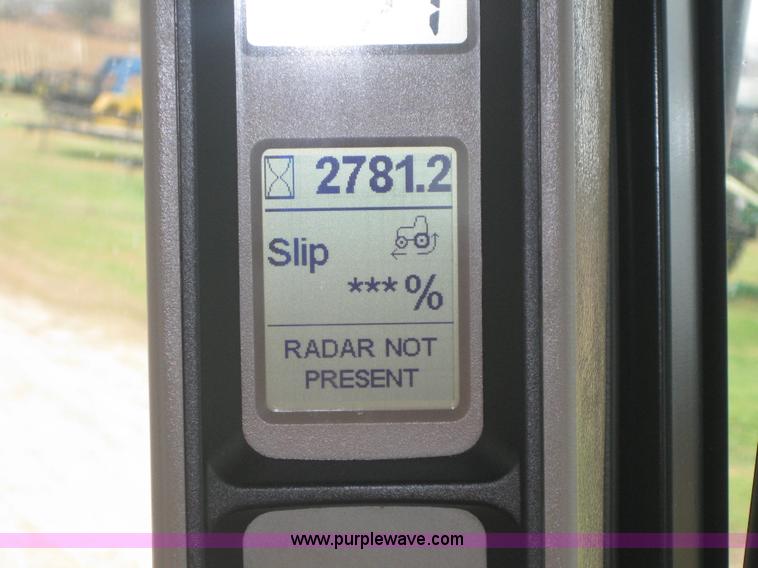 2781.2
Slip
***%
RADAR NOT
PRESENT
www.purplewave.com